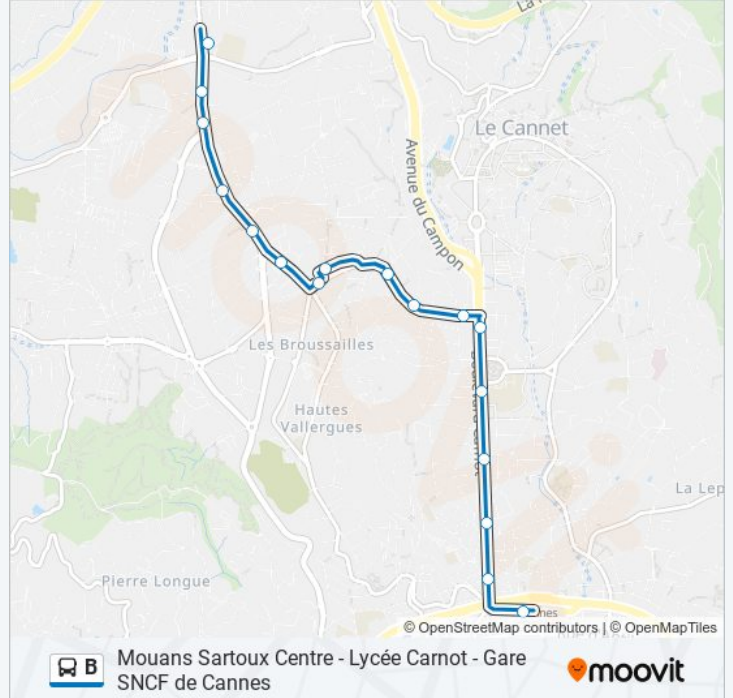 Le Cannet
Avenue du Campon
Les Broussailles
Hautes
Vallergues
La Lep
Pierre Longue
nes
© OpenStreetMap contributors | © OpenMapTiles
B
Mouans Sartoux Centre - Lycée Carnot - Gare
SNCF de Cannes
moovit